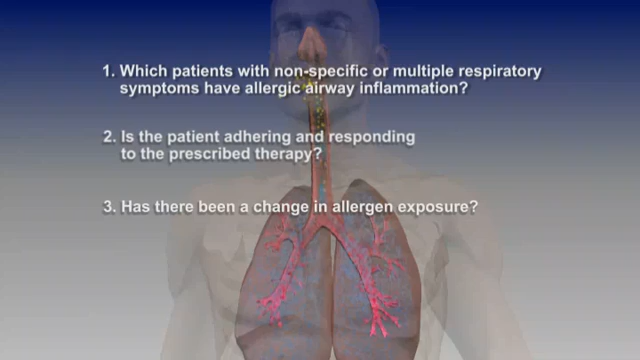 1. Which patients with non-specific or multiple respiratory
symptoms have allergic airway inflammation?
2. Is the patient adhering and responding
to the prescribed therapy?
3. Has there been a change in allergen exposure?